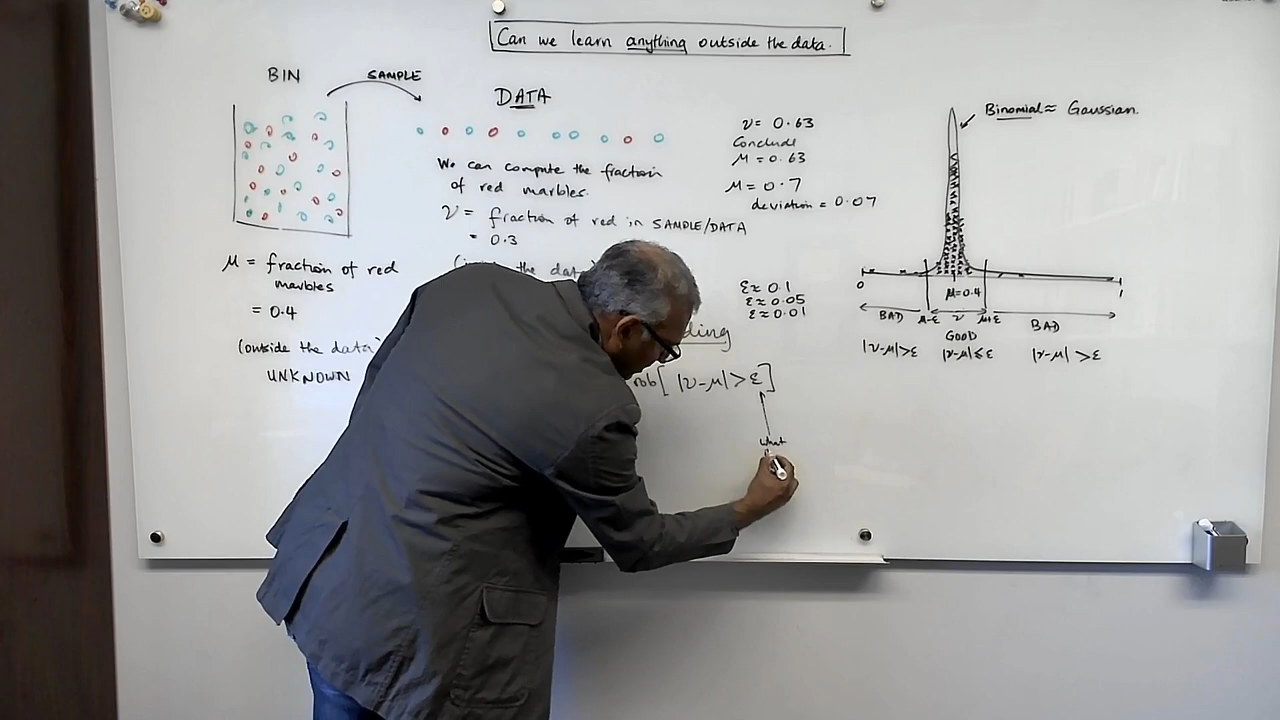 Can we learn anything outside the data.
BIN
SAMPLE
DATA
We can compute the fraction
of red marbles.
ν = fraction of red in SAMPLE/DATA
= 0.3
(inside the data)
μ = fraction of red
marbles
= 0.4
(outside the data)
UNKNOWN
ν = 0.63
Conclude
μ = 0.63
μ = 0.7
deviation = 0.07
ε ≈ 0.1
ε ≈ 0.05
ε ≈ 0.01
ding
rob[ |ν-μ| > ε ]
what
Binomial ≈ Gaussian.
0
μ=0.4
1
BAD μ-ε ν μ+ε BAD
GOOD
|ν-μ|>ε |ν-μ|≤ε |ν-μ|>ε